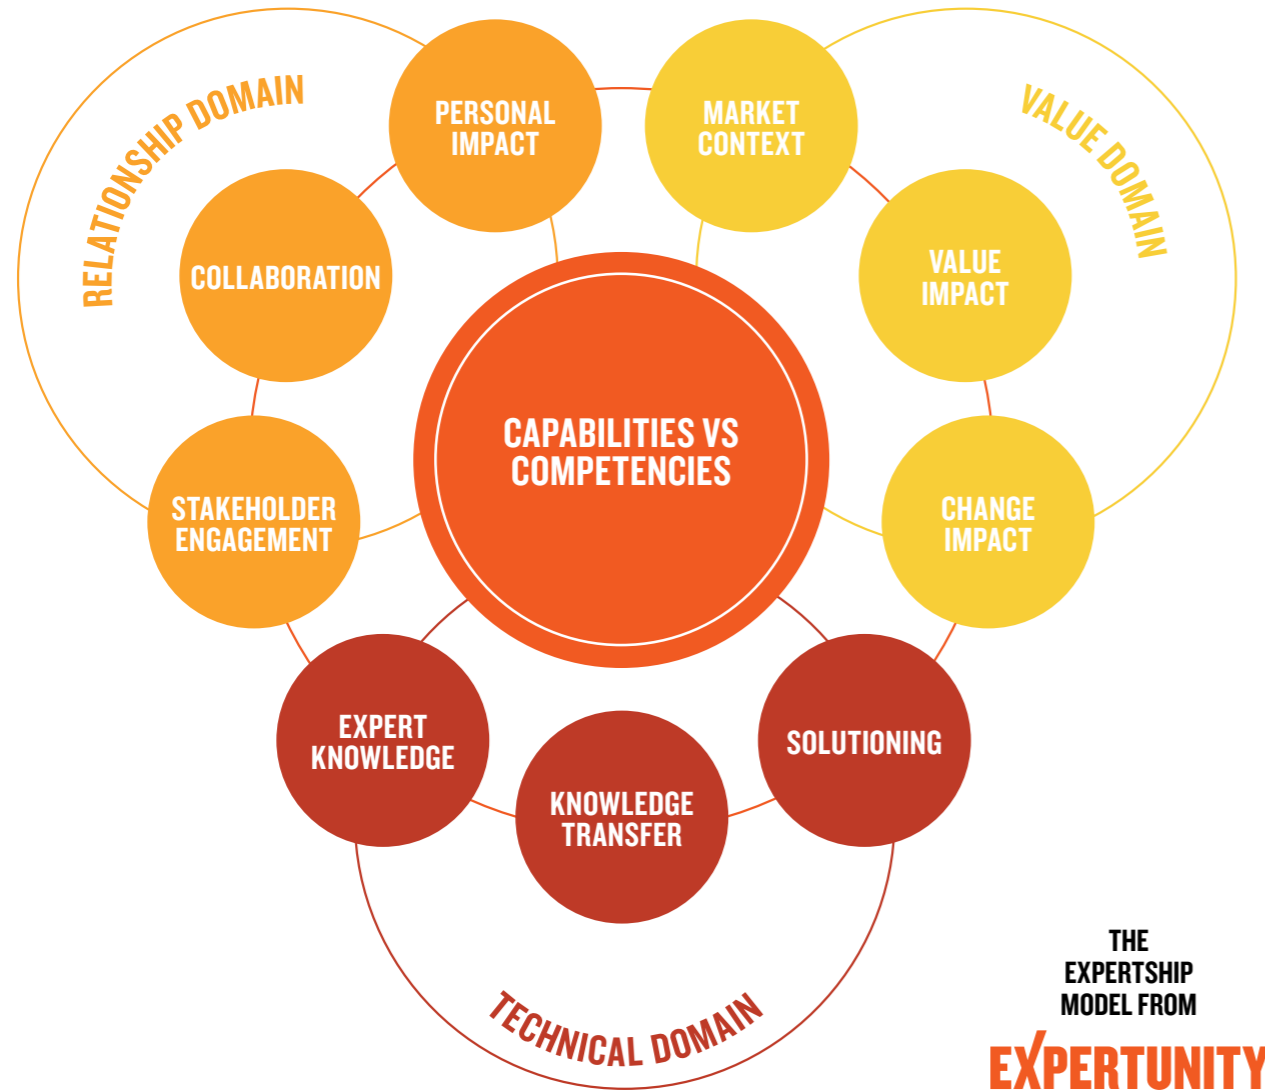 RELATIONSHIP DOMAIN
PERSONAL
IMPACT
MARKET
CONTEXT
VALUE DOMAIN
COLLABORATION
VALUE
IMPACT
CAPABILITIES VS
COMPETENCIES
STAKEHOLDER
ENGAGEMENT
CHANGE
IMPACT
EXPERT
KNOWLEDGE
KNOWLEDGE
TRANSFER
SOLUTIONING
TECHNICAL DOMAIN
THE
EXPERTSHIP
MODEL FROM
EXPERTUNITY